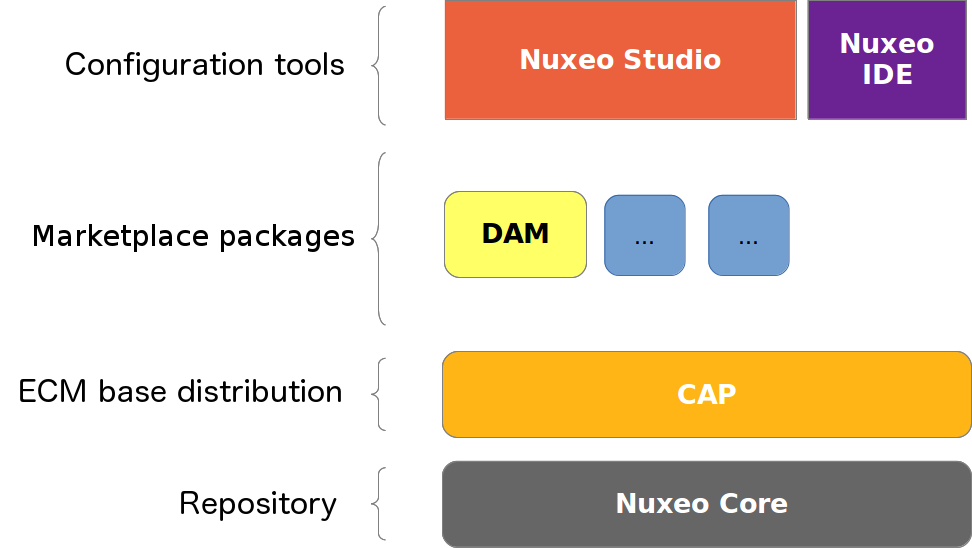 Configuration tools
Nuxeo Studio
Nuxeo
IDE
Marketplace packages
DAM
...
...
ECM base distribution
CAP
Repository
Nuxeo Core